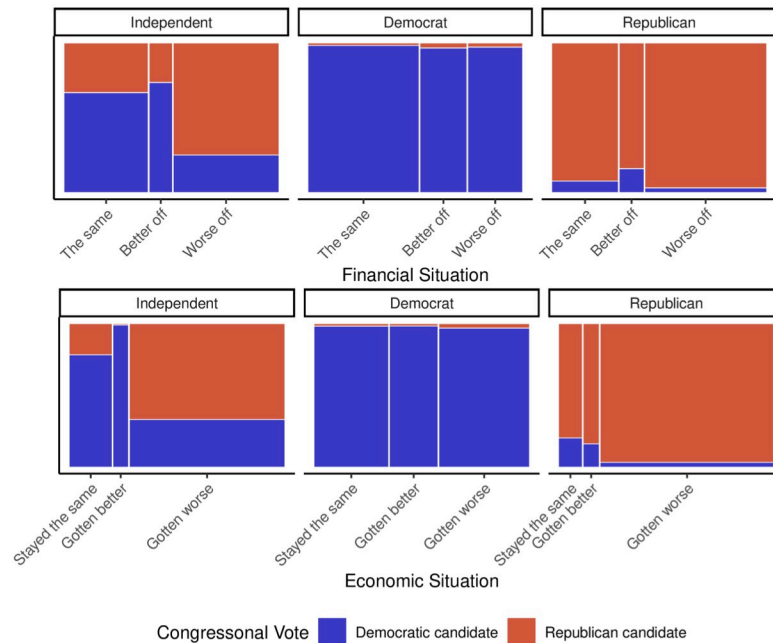 Independent Democrat Republican
The same Better off Worse off The same Better off Worse off The same Better off Worse off
Financial Situation
Independent Democrat Republican
Stayed the same Gotten better Gotten worse Stayed the same Gotten better Gotten worse Stayed the same Gotten better Gotten worse
Economic Situation
Congressonal Vote Democratic candidate Republican candidate